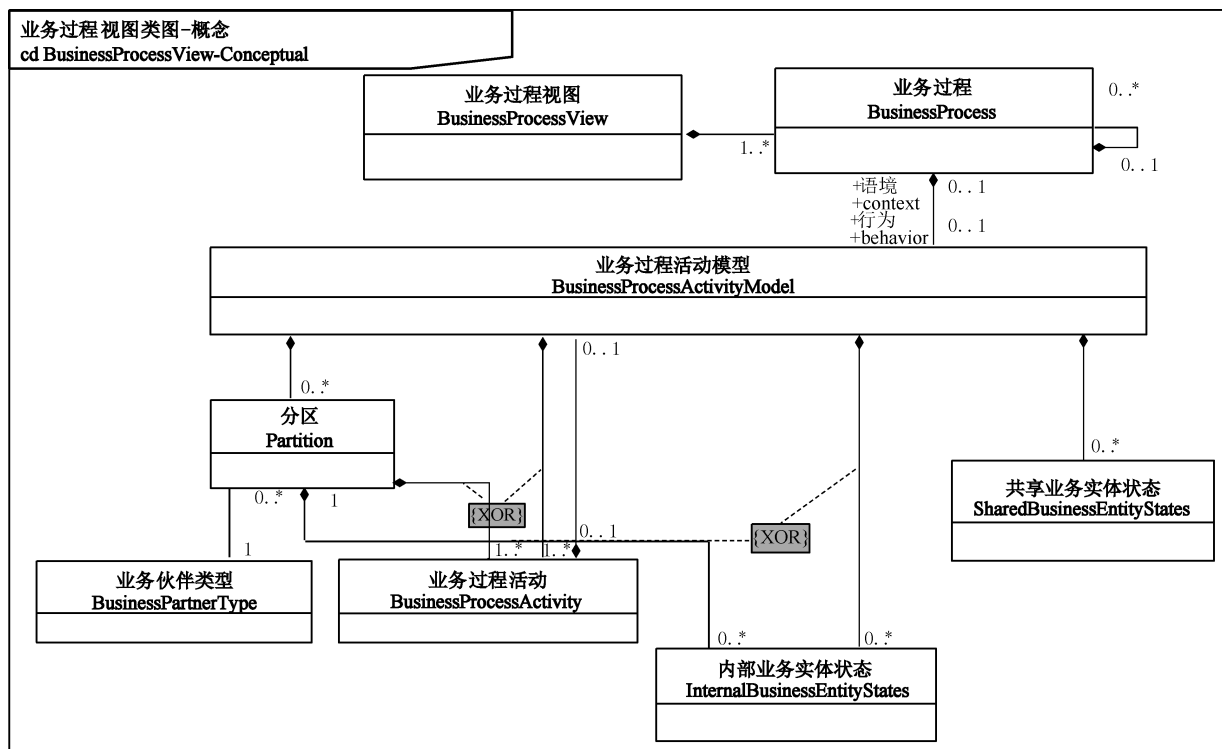 业务过程视图类图-概念
cd BusinessProcessView-Conceptual
业务过程视图
BusinessProcessView
业务过程
BusinessProcess
0..*
1..*
0..1
+语境
+context
+行为
+behavior
0..1
0..1
业务过程活动模型
BusinessProcessActivityModel
0..1
0..*
分区
Partition
0..*
共享业务实体状态
SharedBusinessEntityStates
0..*
1
{XOR}
0..1
{XOR}
1
1..*
1..*
业务伙伴类型
BusinessPartnerType
业务过程活动
BusinessProcessActivity
0..*
0..*
内部业务实体状态
InternalBusinessEntityStates